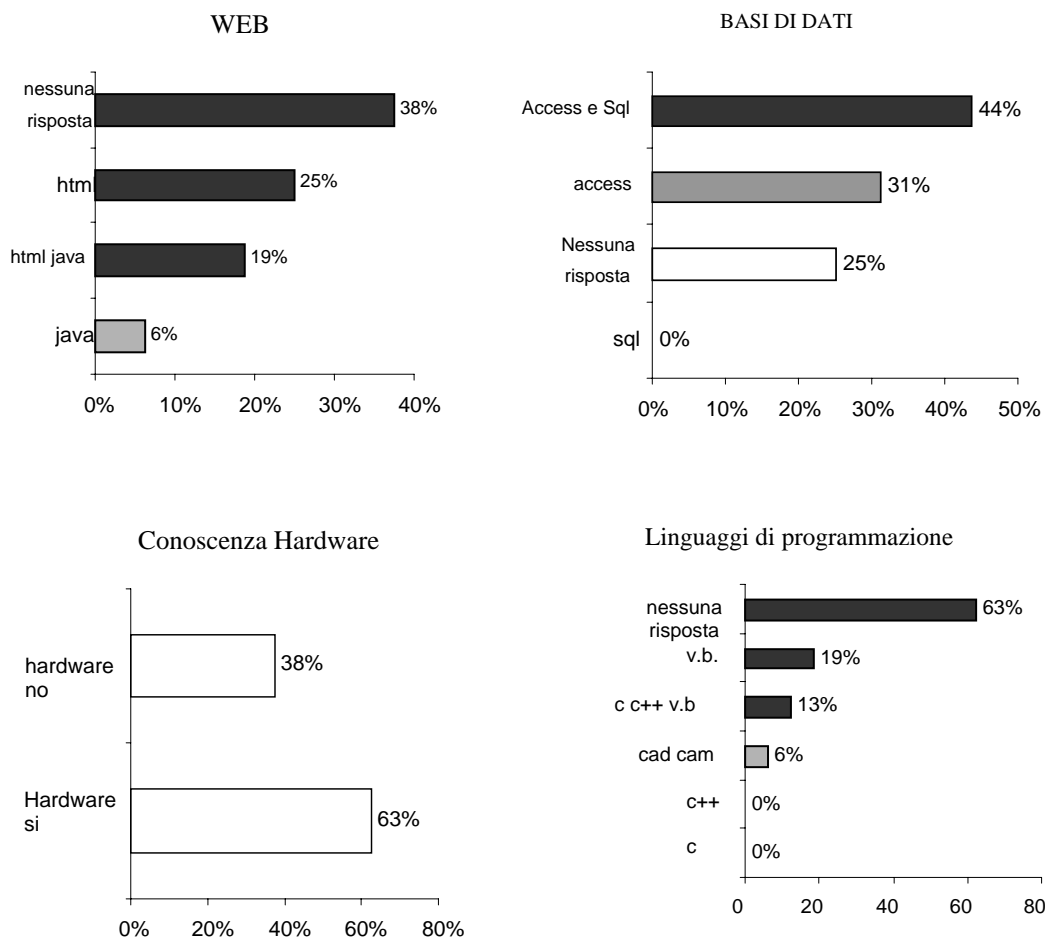 WEB
nessuna
risposta
38%
htm
25%
html java
19%
java
6%
0% 10% 20% 30% 40%
BASI DI DATI
Access e Sql
44%
access
31%
Nessuna
risposta
25%
sql
0%
0% 10% 20% 30% 40% 50%
Conoscenza Hardware
hardware
no
38%
Hardware
si
63%
0% 20% 40% 60% 80%
Linguaggi di programmazione
nessuna
risposta
63%
v.b.
19%
c c++ v.b
13%
cad cam
6%
c++
0%
c
0%
0 20 40 60 80